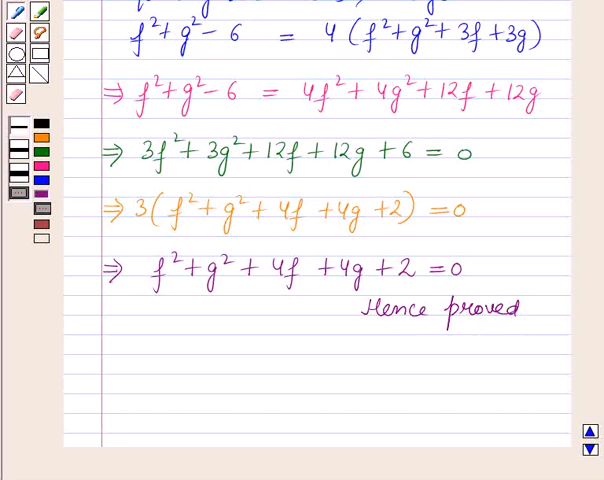 f²+g²-6 = 4(f²+g²+3f+3g)
⇒ f²+g²-6 = 4f²+4g²+12f+12g
⇒ 3f²+3g²+12f+12g+6=0
⇒ 3(f²+g²+4f+4g+2)=0
⇒ f²+g²+4f+4g+2=0
Hence proved